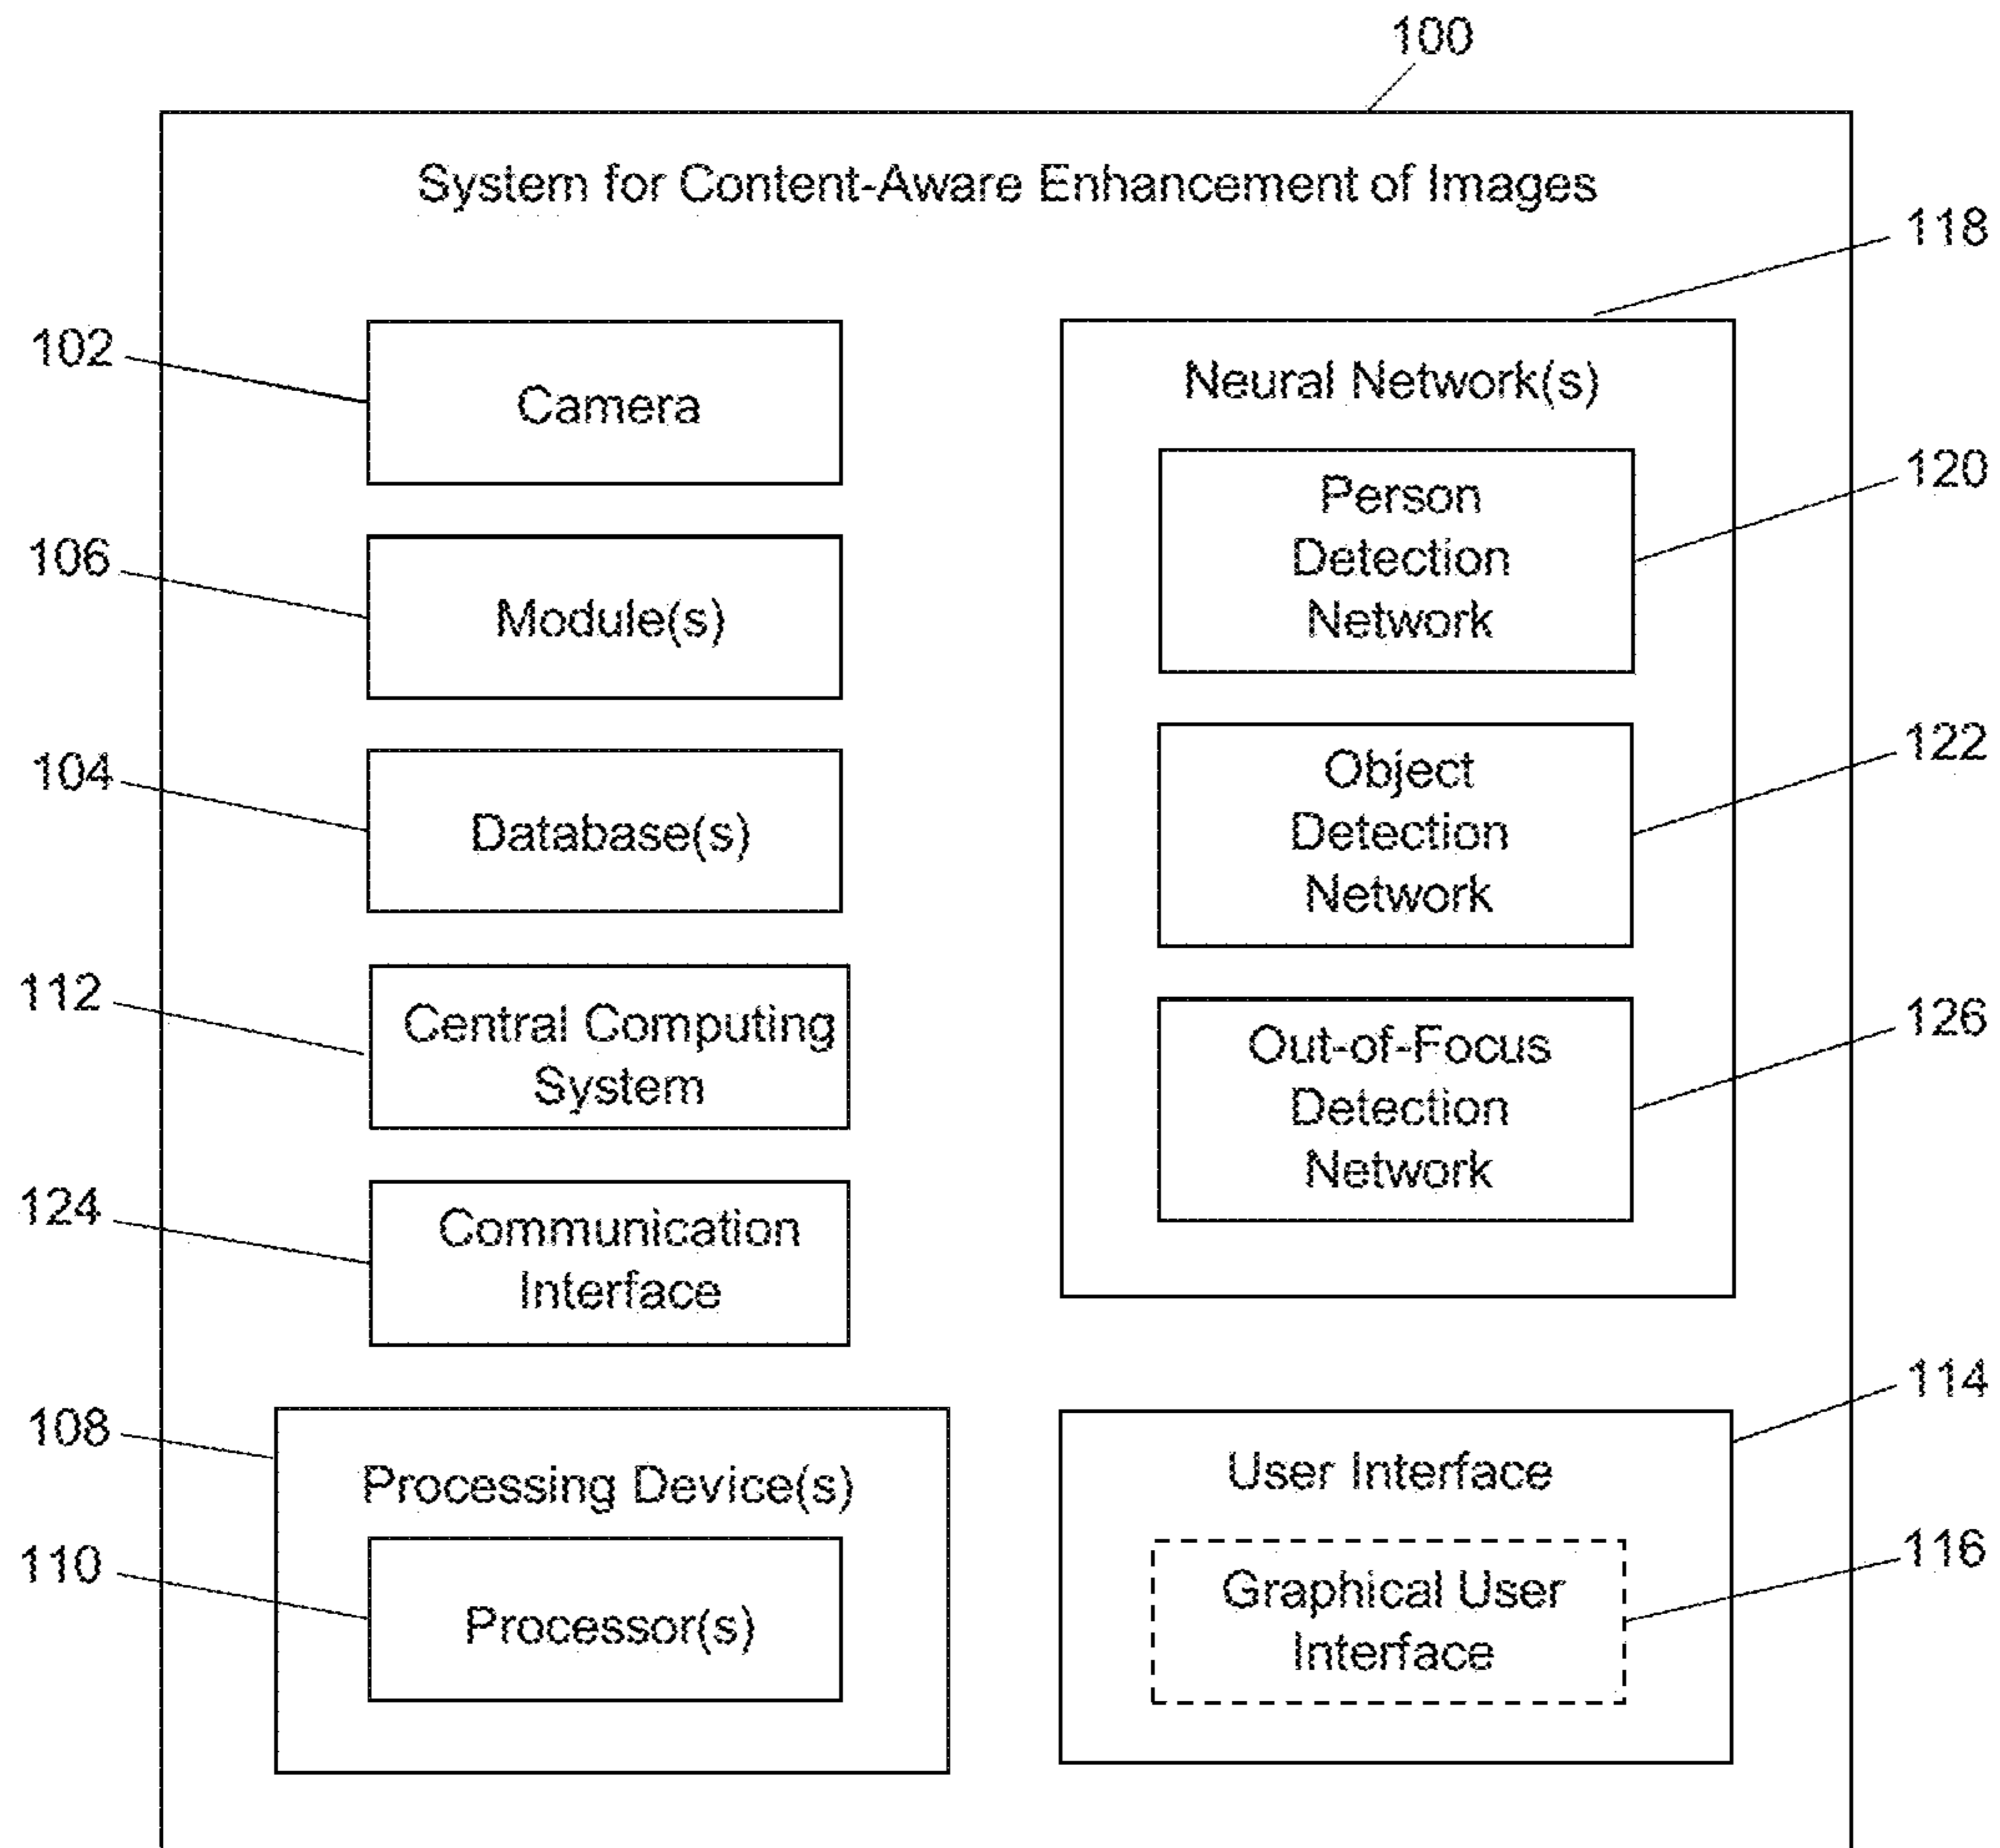 100
System for Content-Aware Enhancement of Images
118
102
Camera
Neural Network(s)
120
Person
Detection
Network
106
Module(s)
122
Object
Detection
Network
104
Database(s)
112
Central Computing
System
126
Out-of-Focus
Detection
Network
124
Communication
Interface
108
Processing Device(s)
110
Processor(s)
114
User Interface
116
Graphical User
Interface